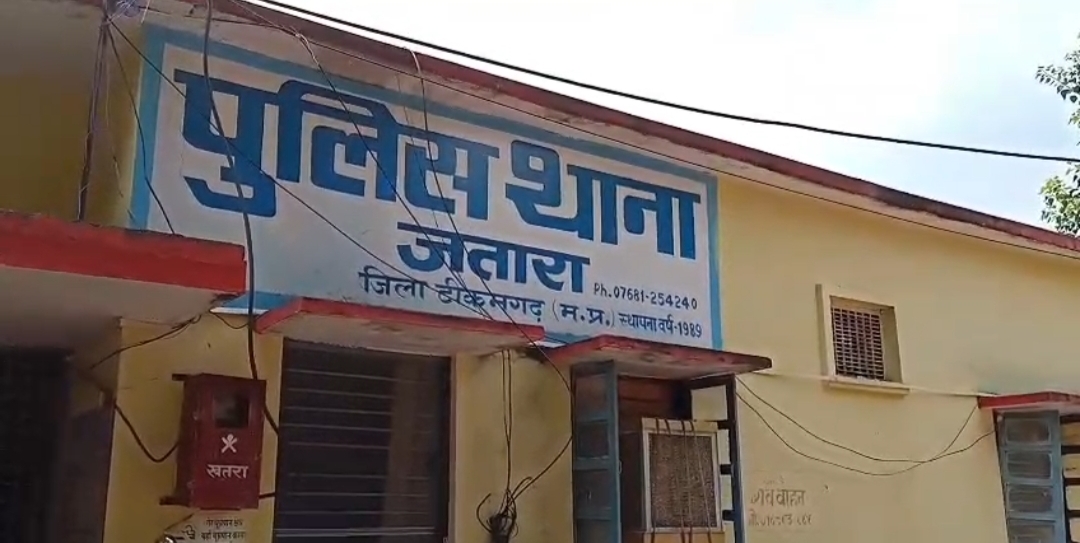 पुलिस थाना
जतारा
Ph.07681-254240
जिला टीकमगढ़ (म.प्र.) स्थापना वर्ष-1989
खतरा